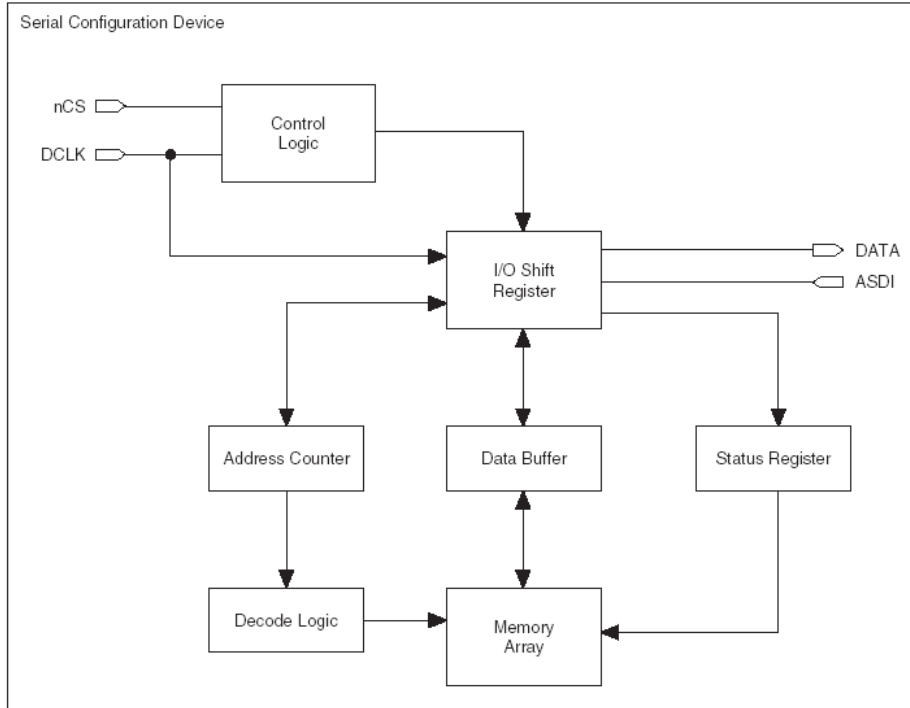 Serial Configuration Device
nCS
Control
Logic
DCLK
I/O Shift
Register
DATA
ASDI
Address Counter
Data Buffer
Status Register
Decode Logic
Memory
Array